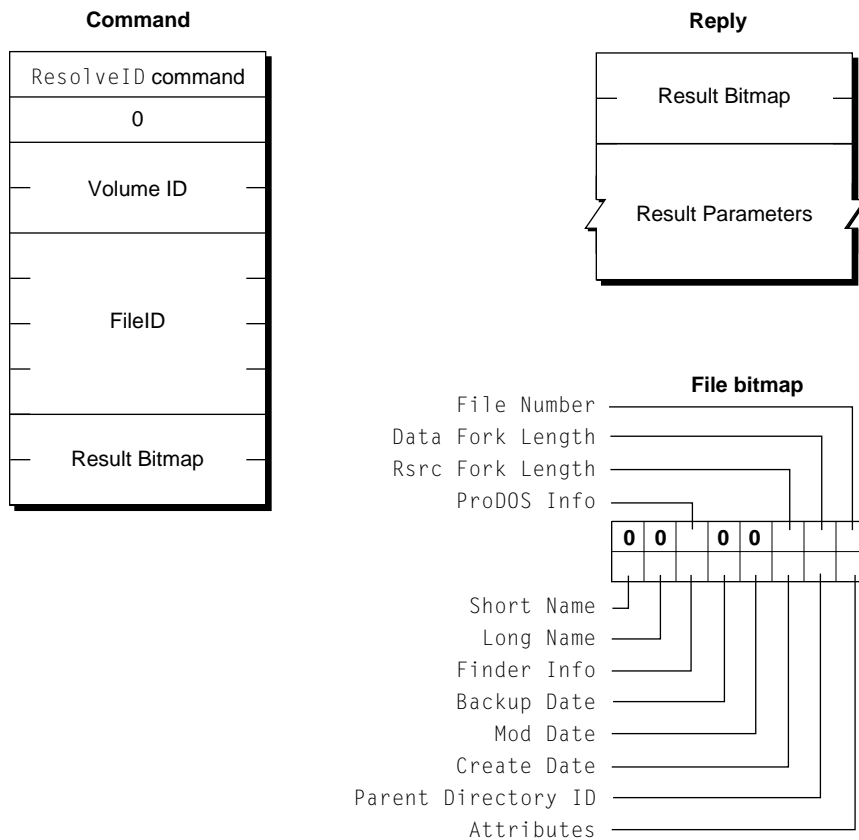 Command
ResolveID command
0
Volume ID
FileID
Result Bitmap
Reply
Result Bitmap
Result Parameters
File bitmap
File Number
Data Fork Length
Rsrc Fork Length
ProDOS Info
0 0 0 0
Short Name
Long Name
Finder Info
Backup Date
Mod Date
Create Date
Parent Directory ID
Attributes